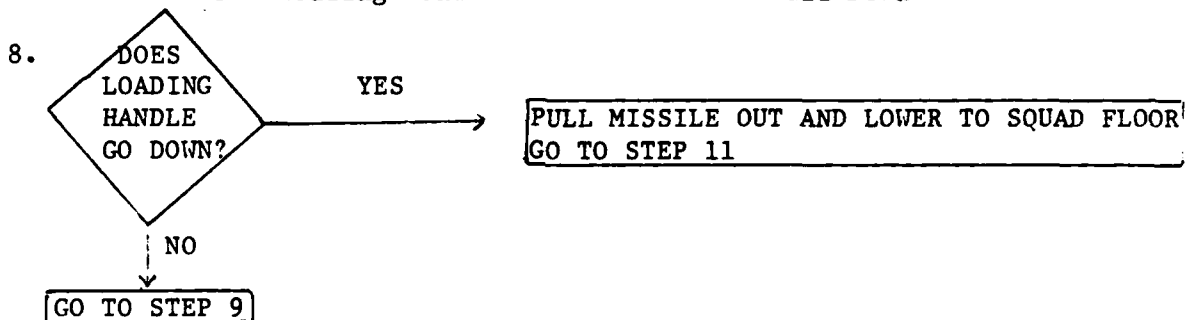 8.
DOES
LOADING
HANDLE
GO DOWN?
YES
PULL MISSILE OUT AND LOWER TO SQUAD FLOOR
GO TO STEP 11
NO
GO TO STEP 9